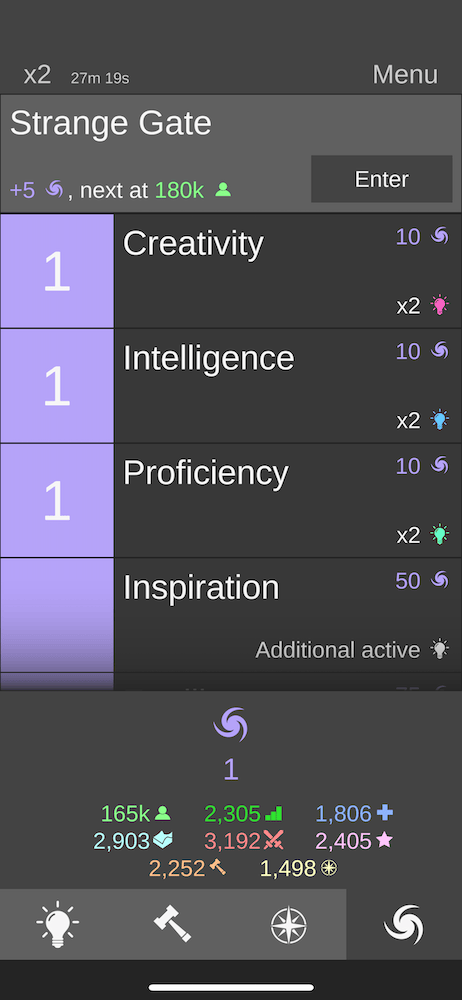 x2 27m 19s Menu
Strange Gate
+5 , next at 180k
Enter
1 Creativity 10
x2
1 Intelligence 10
x2
1 Proficiency 10
x2
Inspiration 50
Additional active
1
165k 2,305 1,806
2,903 3,192 2,405
2,252 1,498